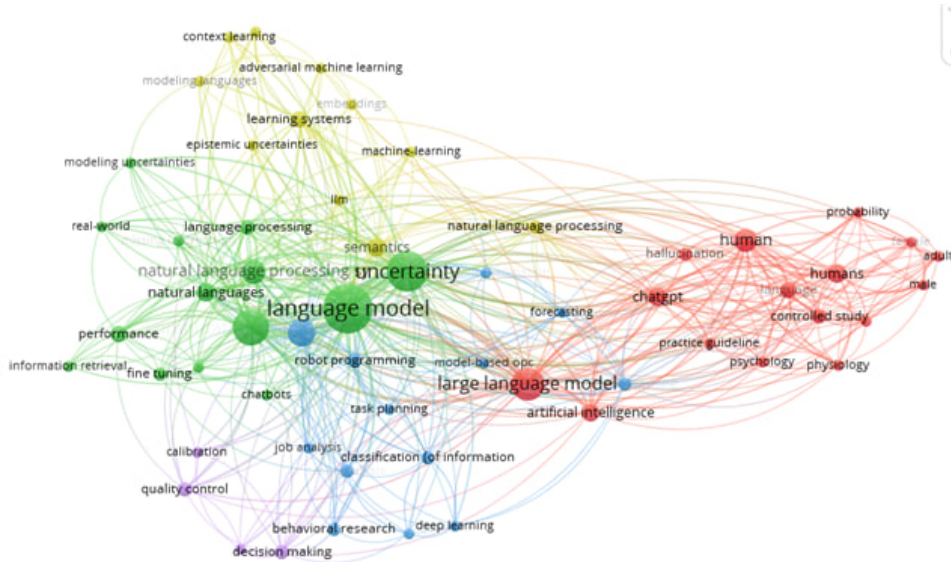 context learning
adversarial machine learning
modeling languages
embeddings
learning systems
epistemic uncertainties
machine-learning
modeling uncertainties
llm
probability
real-world
language processing
natural language processing
human
semantics
hallucination
adult
natural language processing
uncertainty
humans
male
natural languages
chatgpt
language
language model
forecasting
controlled study
performance
practice guideline
robot programming
model-based opc
psychology
physiology
information retrieval
fine tuning
large language model
chatbots
task planning
artificial intelligence
calibration
job analysis
classification (of information
quality control
behavioral research
deep learning
decision making